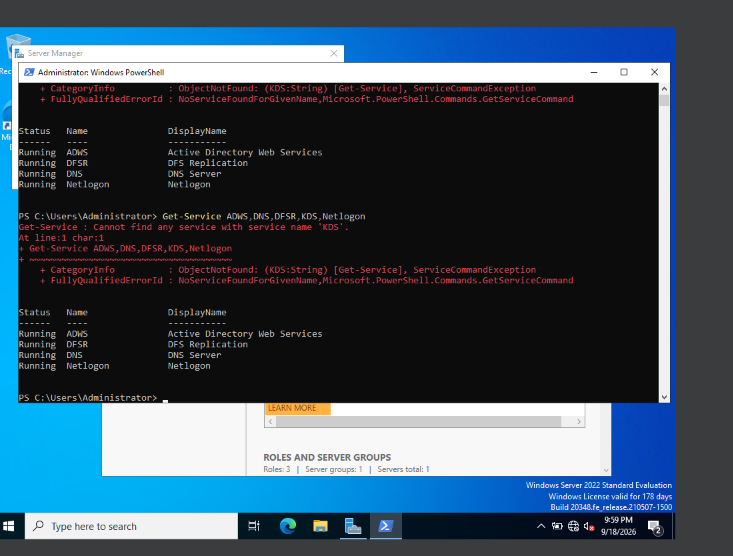 Server Manager
Administrator: Windows PowerShell
+ CategoryInfo          : ObjectNotFound: (KDS:String) [Get-Service], ServiceCommandException
+ FullyQualifiedErrorId : NoServiceFoundForGivenName,Microsoft.PowerShell.Commands.GetServiceCommand
Status   Name               DisplayName
------   ----               -----------
Running  ADWS               Active Directory Web Services
Running  DFSR               DFS Replication
Running  DNS                DNS Server
Running  Netlogon           Netlogon
PS C:\Users\Administrator> Get-Service ADWS,DNS,DFSR,KDS,Netlogon
Get-Service : Cannot find any service with service name 'KDS'.
At line:1 char:1
+ Get-Service ADWS,DNS,DFSR,KDS,Netlogon
+ ~~~~~~~~~~~~~~~~~~~~~~~~~~~~~~~~~~~~~~
+ CategoryInfo          : ObjectNotFound: (KDS:String) [Get-Service], ServiceCommandException
+ FullyQualifiedErrorId : NoServiceFoundForGivenName,Microsoft.PowerShell.Commands.GetServiceCommand
Status   Name               DisplayName
------   ----               -----------
Running  ADWS               Active Directory Web Services
Running  DFSR               DFS Replication
Running  DNS                DNS Server
Running  Netlogon           Netlogon
PS C:\Users\Administrator>
LEARN MORE
ROLES AND SERVER GROUPS
Roles: 3 | Server groups: 1 | Servers total: 1
Windows Server 2022 Standard Evaluation
Windows License valid for 178 days
Build 20348.fe_release.210507-1500
Type here to search
9:59 PM
9/18/2026
2